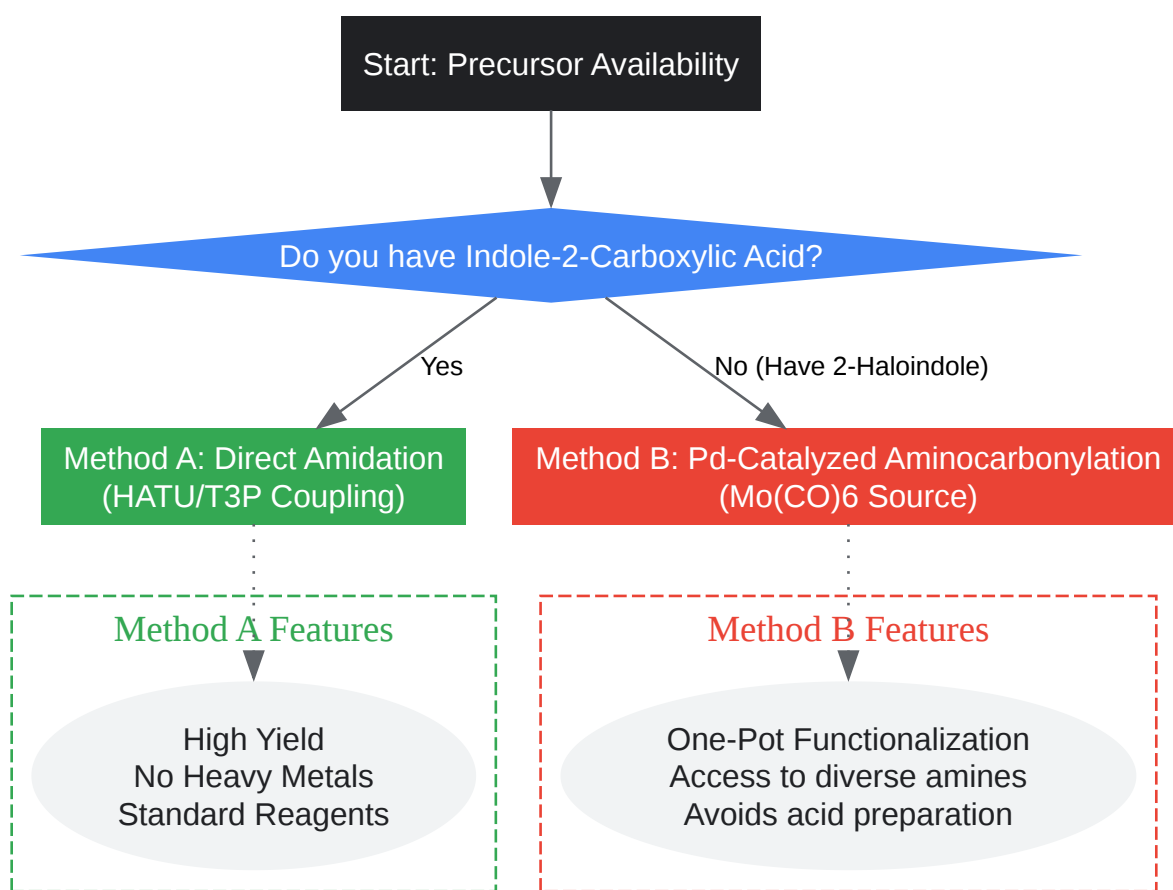 Start: Precursor Availability
Do you have Indole-2-Carboxylic Acid?
Yes
No (Have 2-Haloindole)
Method A: Direct Amidation
(HATU/T3P Coupling)
Method B: Pd-Catalyzed Aminocarbonylation
(Mo(CO)6 Source)
Method A Features
High Yield
No Heavy Metals
Standard Reagents
Method B Features
One-Pot Functionalization
Access to diverse amines
Avoids acid preparation